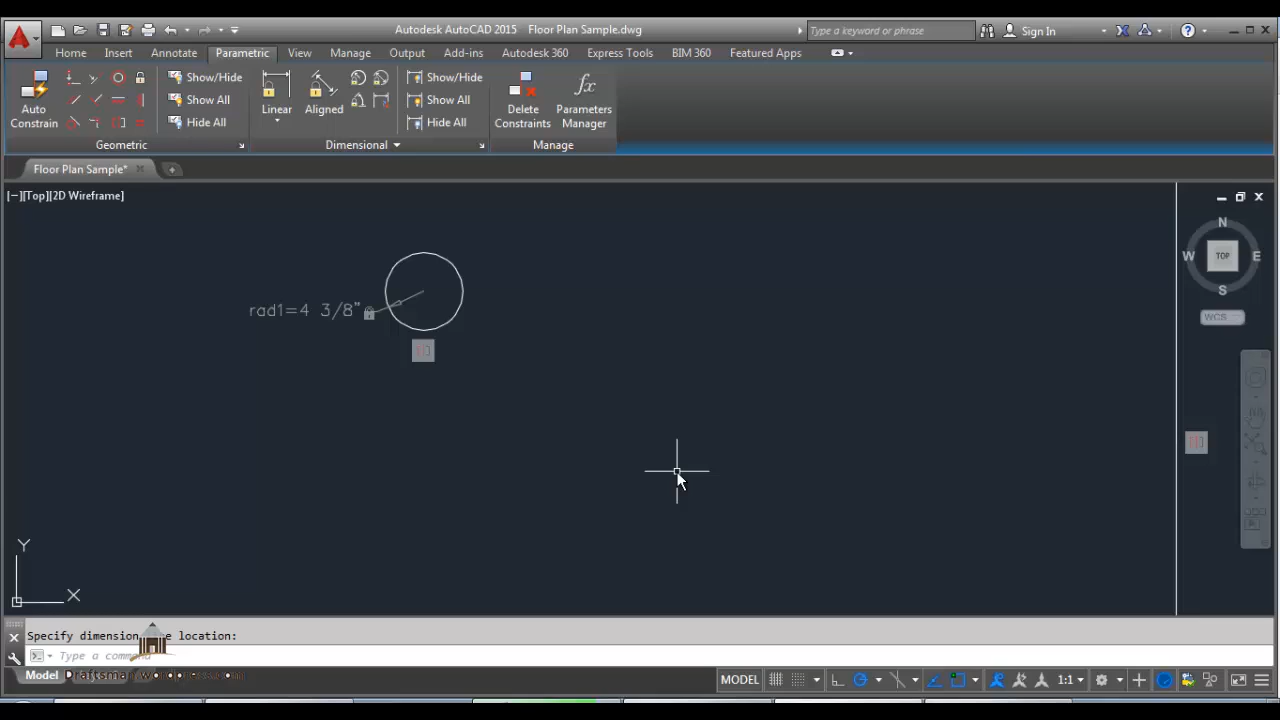 Autodesk AutoCAD 2015 Floor Plan Sample.dwg
Type a keyword or phrase
Sign In
Home Insert Annotate Parametric View Manage Output Add-ins Autodesk 360 Express Tools BIM 360 Featured Apps
Auto Constrain
Show/Hide
Show All
Hide All
Linear
Aligned
Show/Hide
Show All
Hide All
Delete Constraints
fx
Parameters Manager
Geometric
Dimensional
Manage
Floor Plan Sample*
[−][Top][2D Wireframe]
N
W TOP E
S
WCS
rad1=4 3/8"
Y
X
Specify dimension location:
Type a command
Model
MODEL
1:1